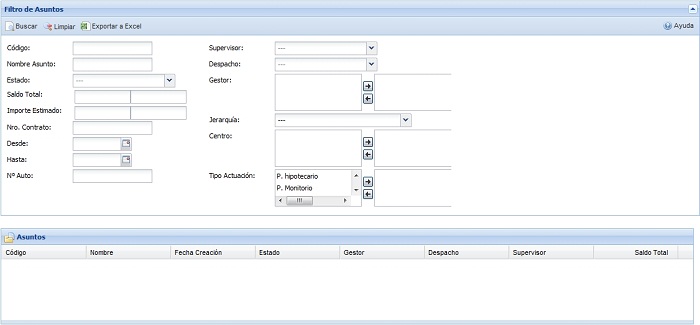 Filtro de Asuntos
Buscar Limpiar Exportar a Excel Ayuda
Código: Supervisor: ---
Nombre Asunto: Despacho: ---
Estado: --- Gestor:
Saldo Total:
Importe Estimado:
Nro. Contrato: Jerarquía: ---
Desde: Centro:
Hasta:
Nº Auto: Tipo Actuación: P. hipotecario
P. Monitorio
Asuntos
Código Nombre Fecha Creación Estado Gestor Despacho Supervisor Saldo Total